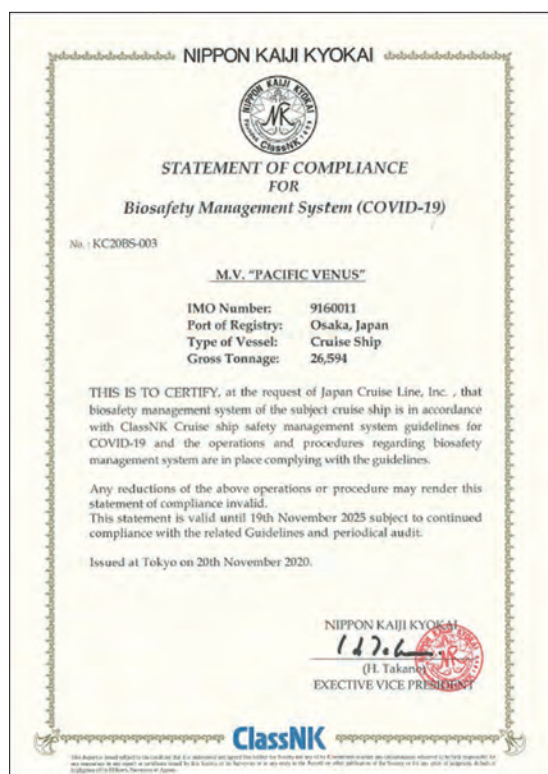 NIPPON KAIJI KYOKAI
NIPPON KAIJI KYOKAI
NK
ClassNK
STATEMENT OF COMPLIANCE
FOR
Biosafety Management System (COVID-19)
No. : KC20BS-003
M.V. "PACIFIC VENUS"
IMO Number: 9160011
Port of Registry: Osaka, Japan
Type of Vessel: Cruise Ship
Gross Tonnage: 26,594
THIS IS TO CERTIFY, at the request of Japan Cruise Line, Inc. , that
biosafety management system of the subject cruise ship is in accordance
with ClassNK Cruise ship safety management system guidelines for
COVID-19 and the operations and procedures regarding biosafety
management system are in place complying with the guidelines.
Any reductions of the above operations or procedure may render this
statement of compliance invalid.
This statement is valid until 19th November 2025 subject to continued
compliance with the related Guidelines and periodical audit.
Issued at Tokyo on 20th November 2020.
NIPPON KAIJI KYOKAI
(H. Takano)
EXECTIVE VICE PRESIDENT
ClassNK